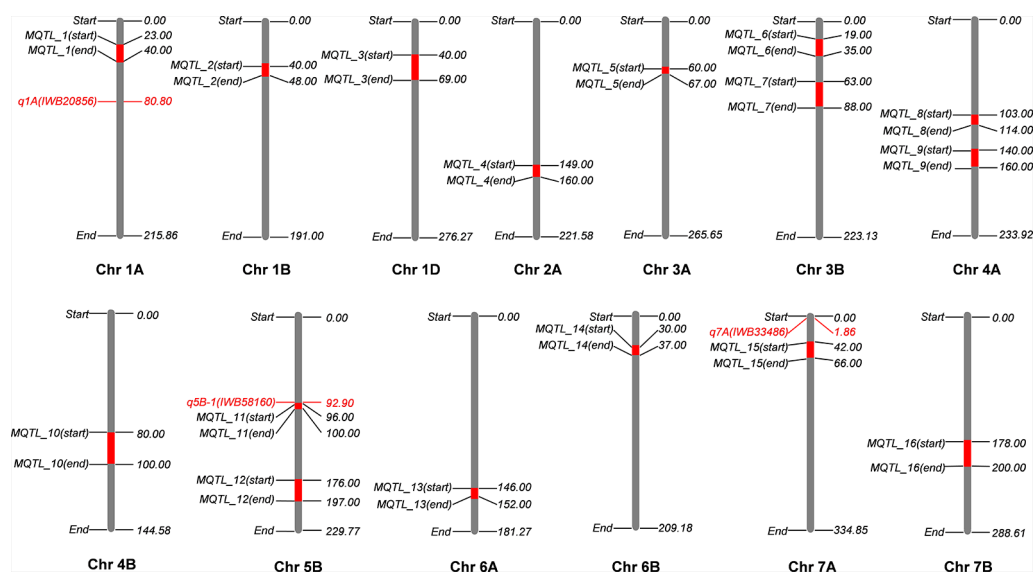 Start 0.00
MQTL_1(start) 23.00
MQTL_1(end) 40.00
q1A(IWB20856) 80.80
End 215.86
Chr 1A
Start 0.00
MQTL_2(start) 40.00
MQTL_2(end) 48.00
End 191.00
Chr 1B
Start 0.00
MQTL_3(start) 40.00
MQTL_3(end) 69.00
End 276.27
Chr 1D
Start 0.00
MQTL_4(start) 149.00
MQTL_4(end) 160.00
End 221.58
Chr 2A
Start 0.00
MQTL_5(start) 60.00
MQTL_5(end) 67.00
End 265.65
Chr 3A
Start 0.00
MQTL_6(start) 19.00
MQTL_6(end) 35.00
MQTL_7(start) 63.00
MQTL_7(end) 88.00
End 223.13
Chr 3B
Start 0.00
MQTL_8(start) 103.00
MQTL_8(end) 114.00
MQTL_9(start) 140.00
MQTL_9(end) 160.00
End 233.92
Chr 4A
Start 0.00
MQTL_10(start) 80.00
MQTL_10(end) 100.00
End 144.58
Chr 4B
Start 0.00
q5B-1(IWB58160) 92.90
MQTL_11(start) 96.00
MQTL_11(end) 100.00
MQTL_12(start) 176.00
MQTL_12(end) 197.00
End 229.77
Chr 5B
Start 0.00
MQTL_13(start) 146.00
MQTL_13(end) 152.00
End 181.27
Chr 6A
Start 0.00
MQTL_14(start) 30.00
MQTL_14(end) 37.00
End 209.18
Chr 6B
Start 0.00
q7A(IWB33486) 1.86
MQTL_15(start) 42.00
MQTL_15(end) 66.00
End 334.85
Chr 7A
Start 0.00
MQTL_16(start) 178.00
MQTL_16(end) 200.00
End 288.61
Chr 7B